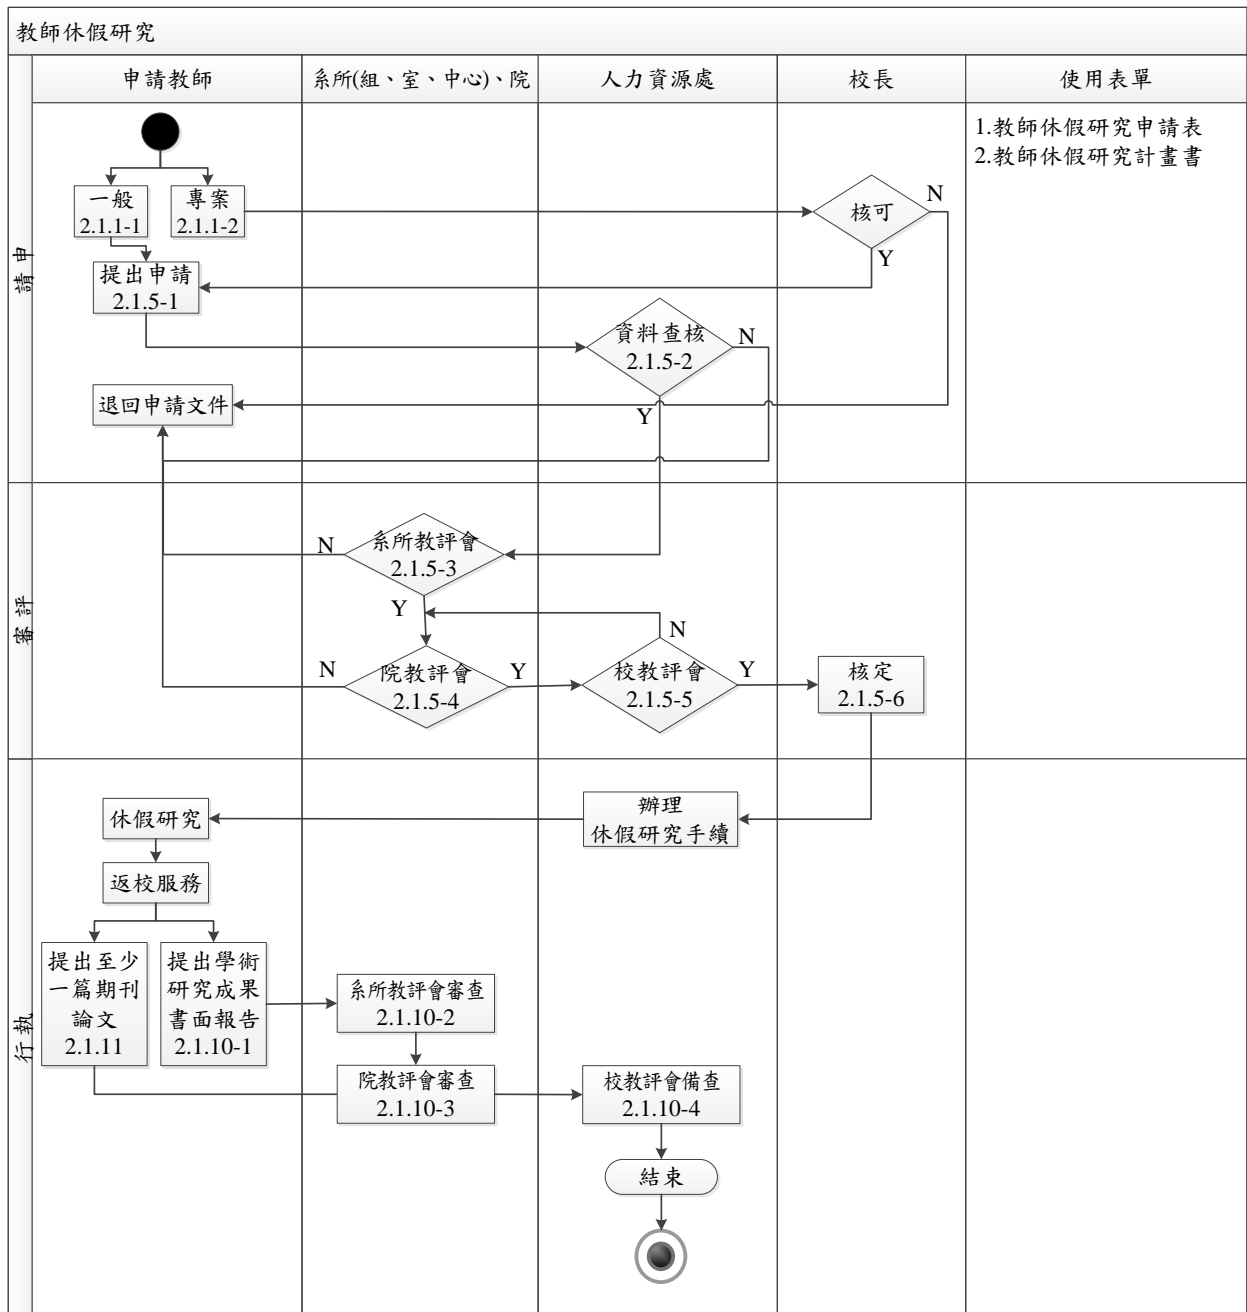 教師休假研究
申請教師
系所(組、室、中心)、院
人力資源處
校長
使用表單
申請
1.教師休假研究申請表
2.教師休假研究計畫書
一般
2.1.1-1
專案
2.1.1-2
核可
N
Y
提出申請
2.1.5-1
資料查核
2.1.5-2
N
Y
退回申請文件
評審
系所教評會
2.1.5-3
N
Y
院教評會
2.1.5-4
N
Y
校教評會
2.1.5-5
N
Y
核定
2.1.5-6
執行
辦理
休假研究手續
休假研究
返校服務
提出至少
一篇期刊
論文
2.1.11
提出學術
研究成果
書面報告
2.1.10-1
系所教評會審查
2.1.10-2
院教評會審查
2.1.10-3
校教評會備查
2.1.10-4
結束